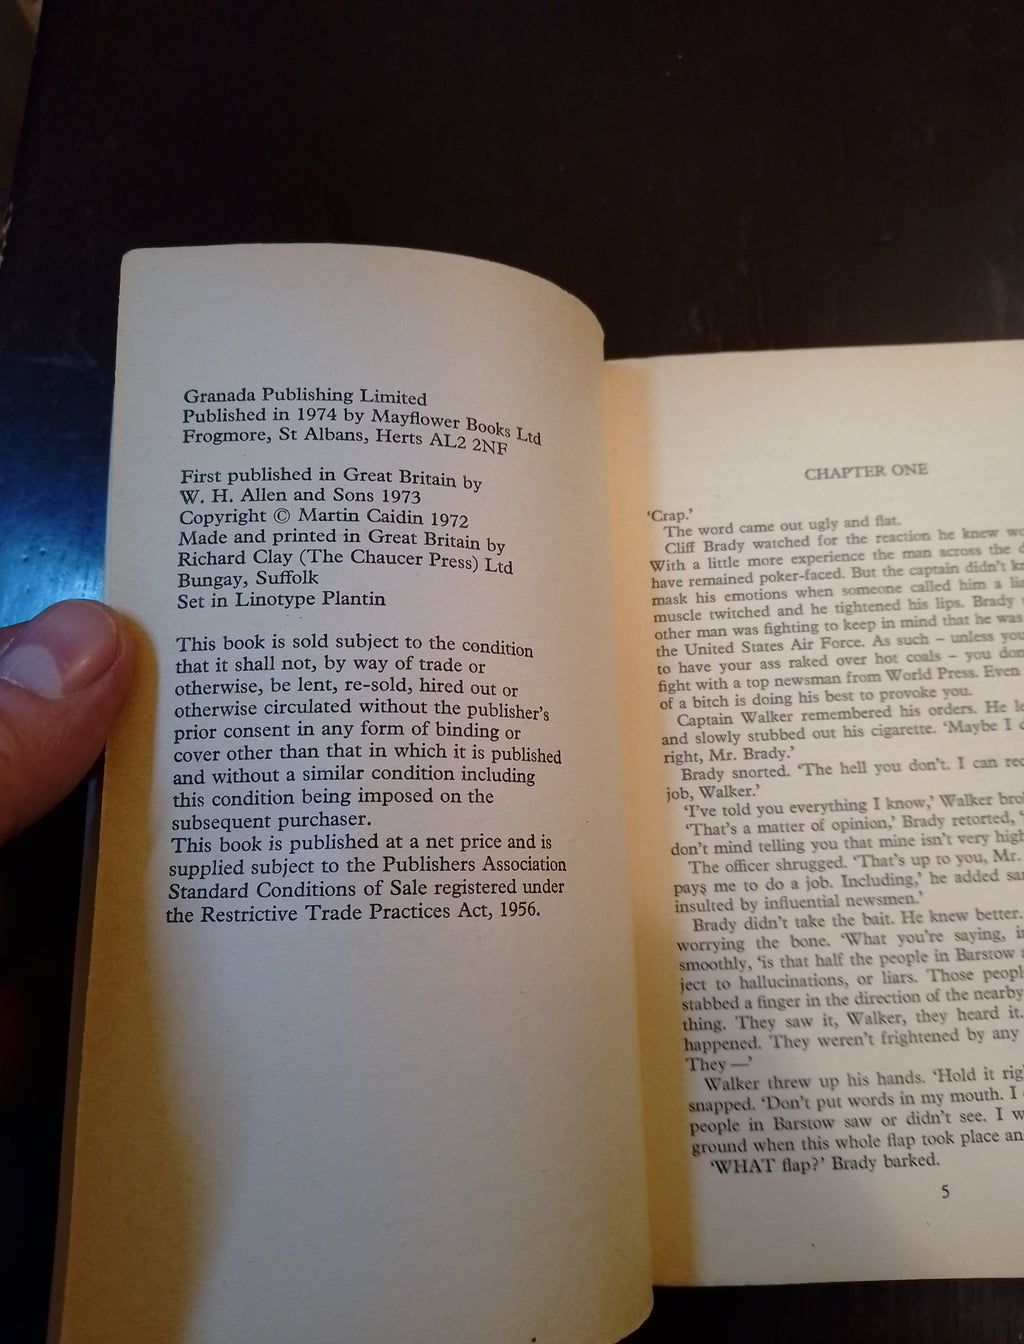 Granada Publishing Limited
Published in 1974 by Mayflower Books Ltd
Frogmore, St Albans, Herts AL2 2NF
First published in Great Britain by
W. H. Allen and Sons 1973
Copyright © Martin Caidin 1972
Made and printed in Great Britain by
Richard Clay (The Chaucer Press) Ltd
Bungay, Suffolk
Set in Linotype Plantin
This book is sold subject to the condition
that it shall not, by way of trade or
otherwise, be lent, re-sold, hired out or
otherwise circulated without the publisher's
prior consent in any form of binding or
cover other than that in which it is published
and without a similar condition including
this condition being imposed on the
subsequent purchaser.
This book is published at a net price and is
supplied subject to the Publishers Association
Standard Conditions of Sale registered under
the Restrictive Trade Practices Act, 1956.
CHAPTER ONE
‘Crap.’
The word came out ugly and flat.
Cliff Brady watched for the reaction he knew
With a little more experience the man across the
have remained poker-faced. But the captain didn't
mask his emotions when someone called him a
muscle twitched and he tightened his lips. Brady
other man was fighting to keep in mind that he was
the United States Air Force. As such – unless you
to have your ass raked over hot coals – you
fight with a top newsman from World Press. Even
of a bitch is doing his best to provoke you.
Captain Walker remembered his orders. He
and slowly stubbed out his cigarette. ‘Maybe I
right, Mr. Brady.’
Brady snorted. ‘The hell you don't. I can
job, Walker.’
‘I've told you everything I know,’ Walker
‘That's a matter of opinion,’ Brady retorted,
don't mind telling you that mine isn't very high
The officer shrugged. ‘That's up to you, Mr.
pays me to do a job. Including,’ he added
insulted by influential newsmen.’
Brady didn't take the bait. He knew better.
worrying the bone. ‘What you're saying,
smoothly, ‘is that half the people in Barstow
ject to hallucinations, or liars. Those
stabbed a finger in the direction of the nearby
thing. They saw it, Walker, they heard it.
happened. They weren't frightened by any
They —’
Walker threw up his hands. ‘Hold it
snapped. ‘Don't put words in my mouth. I
people in Barstow saw or didn't see. I
ground when this whole flap took place
‘WHAT flap?’ Brady barked.
5